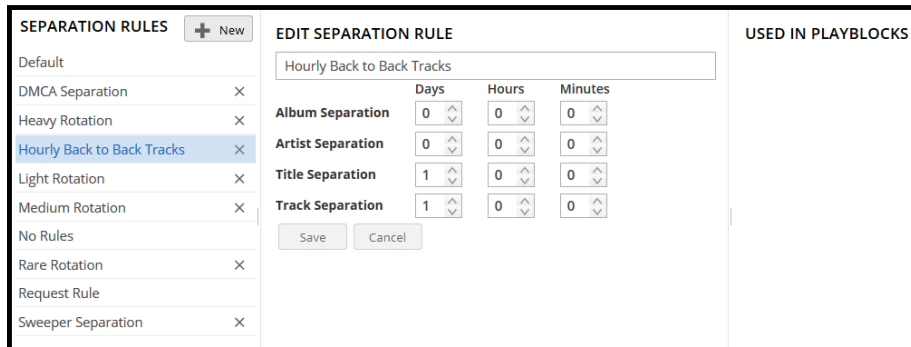 SEPARATION RULES
New
Default
DMCA Separation
Heavy Rotation
Hourly Back to Back Tracks
Light Rotation
Medium Rotation
No Rules
Rare Rotation
Request Rule
Sweeper Separation
EDIT SEPARATION RULE
Hourly Back to Back Tracks
Days Hours Minutes
Album Separation 0 0 0
Artist Separation 0 0 0
Title Separation 1 0 0
Track Separation 1 0 0
Save Cancel
USED IN PLAYBLOCKS